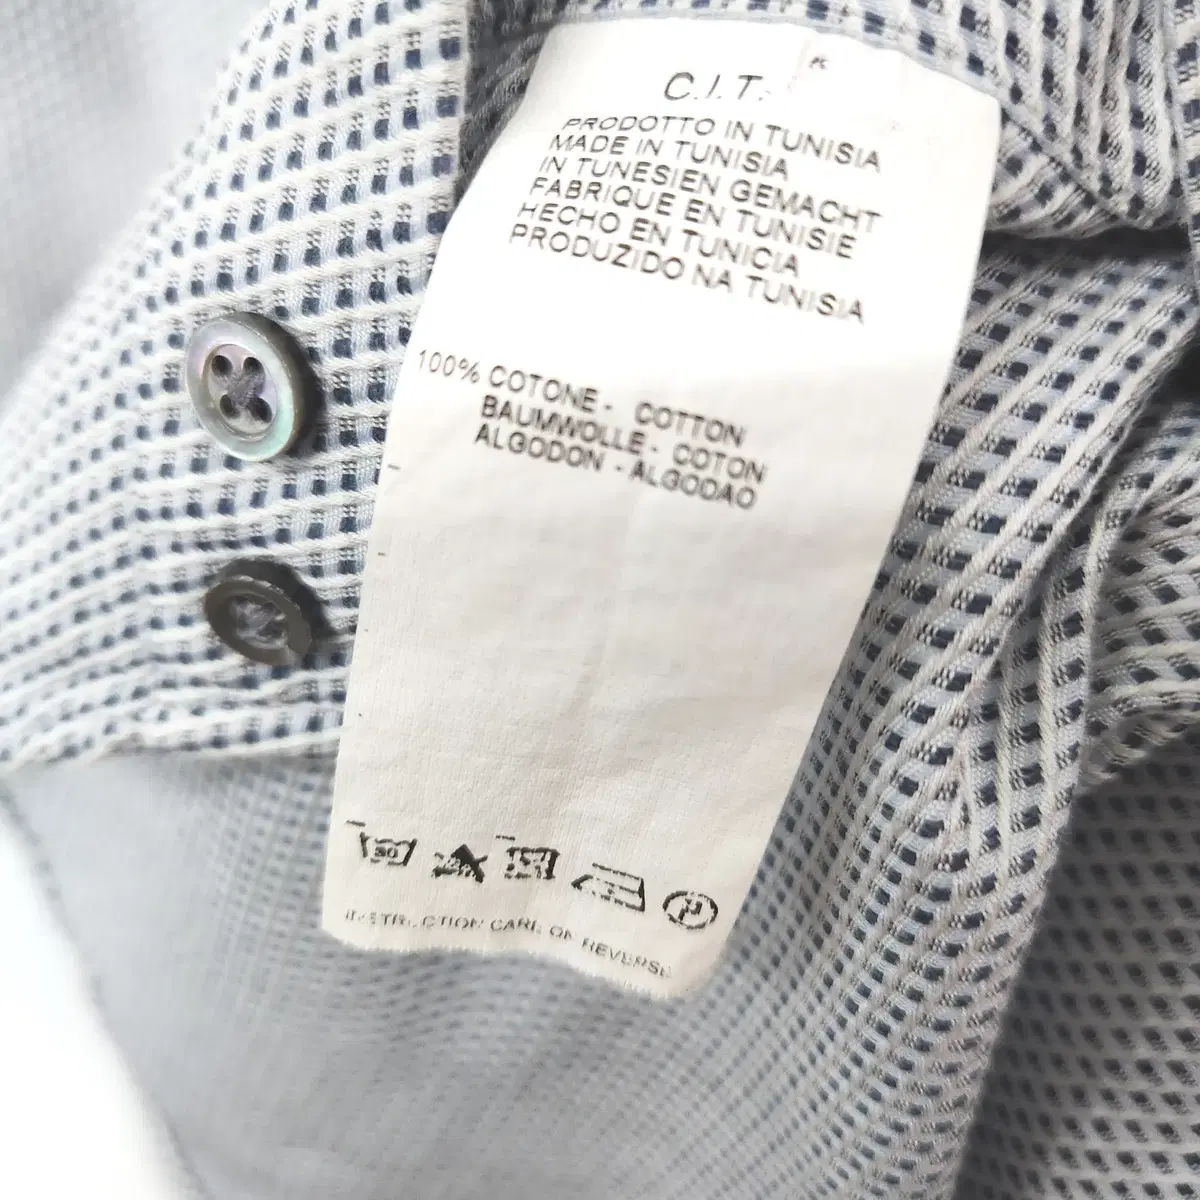 C.I.T.
PRODOTTO IN TUNISIA
MADE IN TUNISIA
IN TUNESIEN GEMACHT
FABRIQUE EN TUNISIE
HECHO EN TUNICIA
PRODUZIDO NA TUNISIA
100% COTONE - COTTON
BAUMWOLLE - COTON
ALGODON - ALGODAO
30
P
INSTRUCTION CARE ON REVERSE